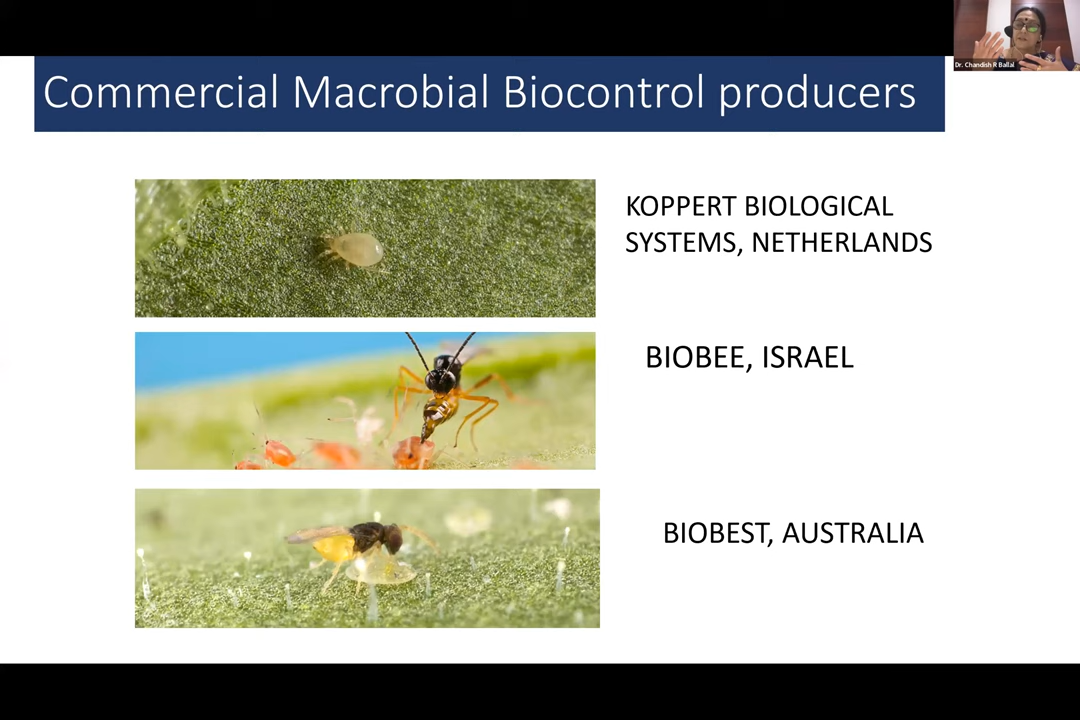 Commercial Macrobial Biocontrol producers
Dr. Chandish R Ballal
KOPPERT BIOLOGICAL
SYSTEMS, NETHERLANDS
BIOBEE, ISRAEL
BIOBEST, AUSTRALIA